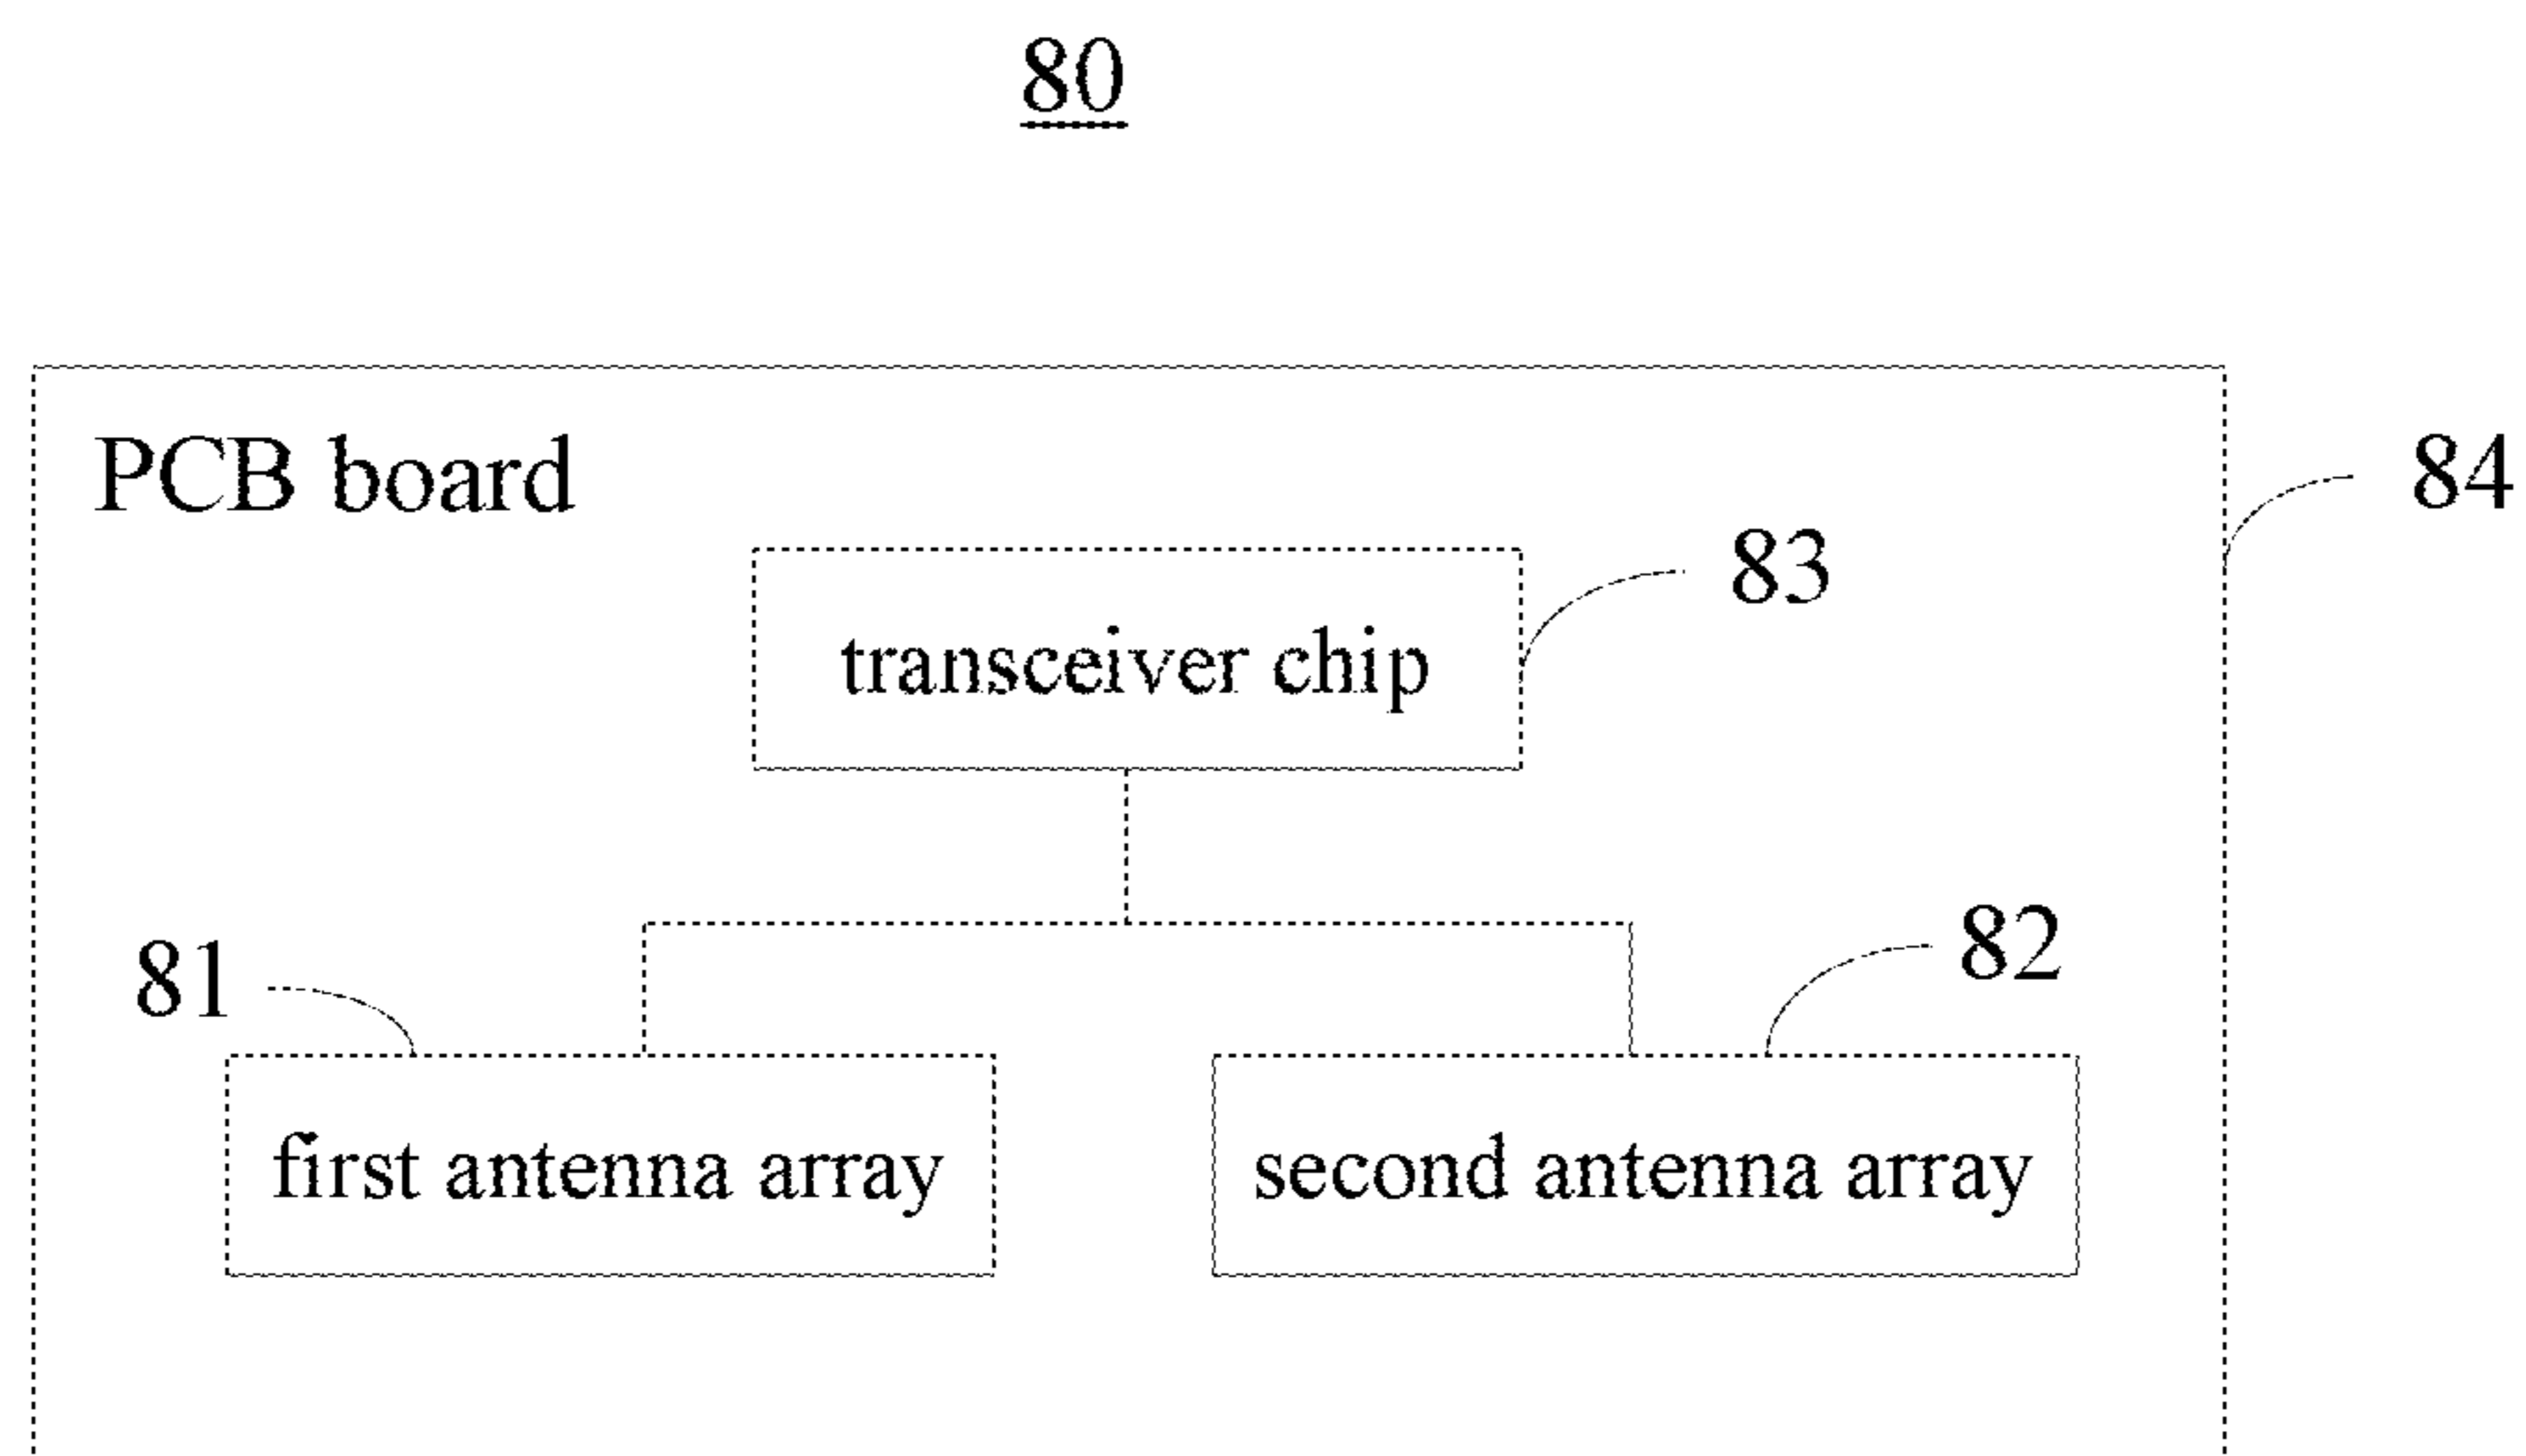 80
PCB board
84
83
transceiver chip
81
82
first antenna array
second antenna array